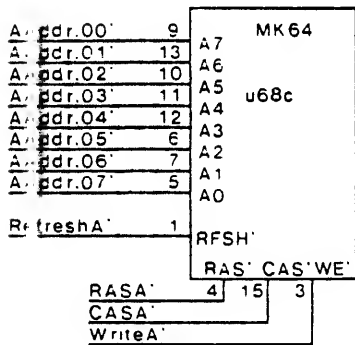 Addr.00' 9 MK64
Addr.01' 13 A7
Addr.02' 10 A6
Addr.03' 11 A5 u68c
Addr.04' 12 A4
Addr.05' 6 A3
Addr.06' 7 A2
Addr.07' 5 A1
A0
RefreshA' 1
RFSH'
RAS' CAS' WE'
RASA' 4 15 3
CASA'
WriteA'